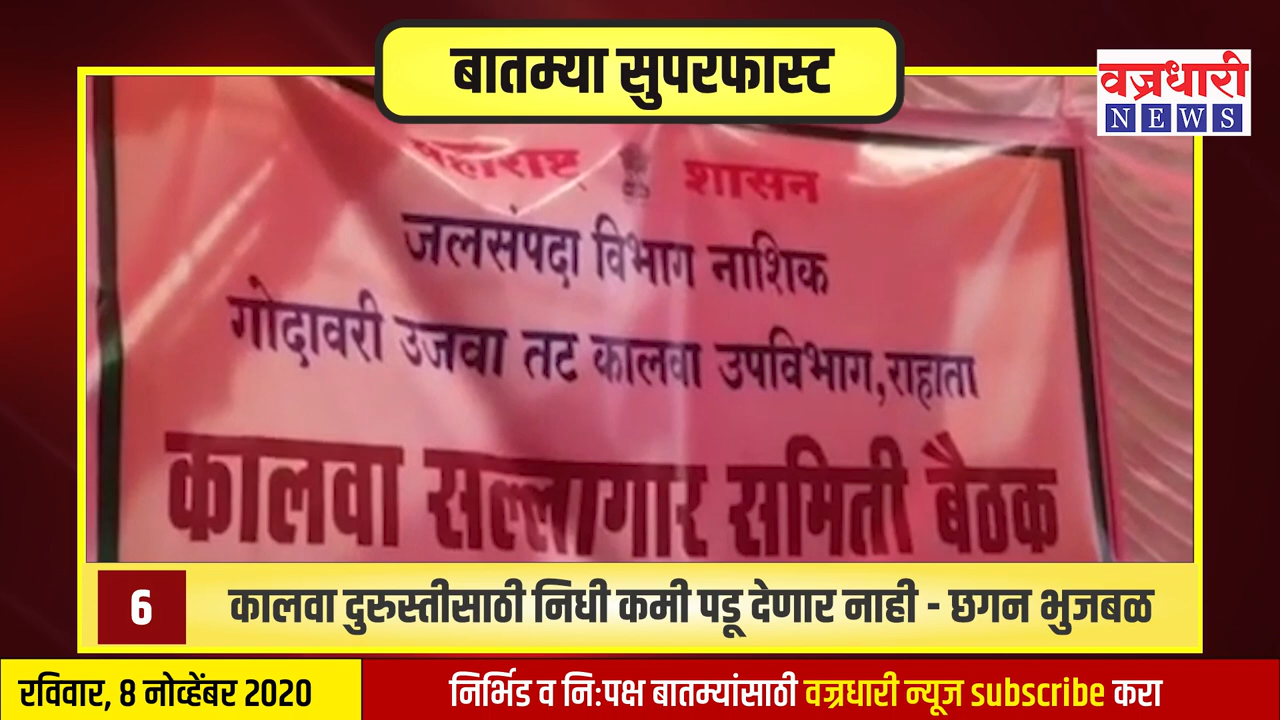 बातम्या सुपरफास्ट
वज्रधारी
NEWS
महाराष्ट्र शासन
जलसंपदा विभाग नाशिक
गोदावरी उजवा तट कालवा उपविभाग,राहाता
कालवा सल्लागार समिती बैठक
6 कालवा दुरुस्तीसाठी निधी कमी पडू देणार नाही - छगन भुजबळ
रविवार, 8 नोव्हेंबर 2020 निर्भिड व नि:पक्ष बातम्यांसाठी वज्रधारी न्यूज subscribe करा